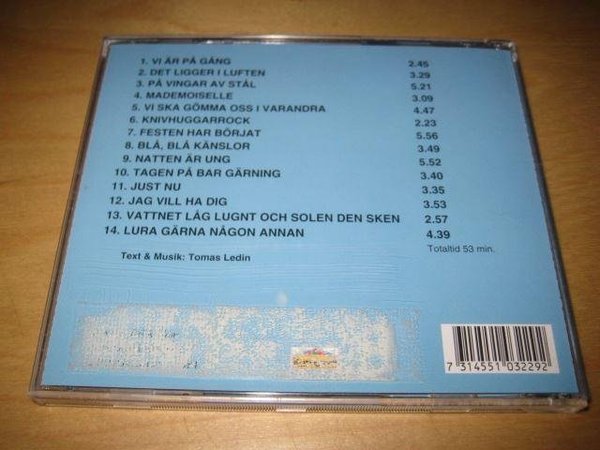 1. VI ÄR PÅ GÅNG 2.45
2. DET LIGGER I LUFTEN 3.29
3. PÅ VINGAR AV STÅL 5.21
4. MADEMOISELLE 3.09
5. VI SKA GÖMMA OSS I VARANDRA 4.47
6. KNIVHUGGARROCK 2.23
7. FESTEN HAR BÖRJAT 5.56
8. BLÅ, BLÅ KÄNSLOR 3.49
9. NATTEN ÄR UNG 5.52
10. TAGEN PÅ BAR GÄRNING 3.40
11. JUST NU 3.35
12. JAG VILL HA DIG 3.53
13. VATTNET LÅG LUGNT OCH SOLEN DEN SKEN 2.57
14. LURA GÄRNA NÅGON ANNAN 4.39
Totaltid 53 min.
Text & Musik: Tomas Ledin
7 314551 032292